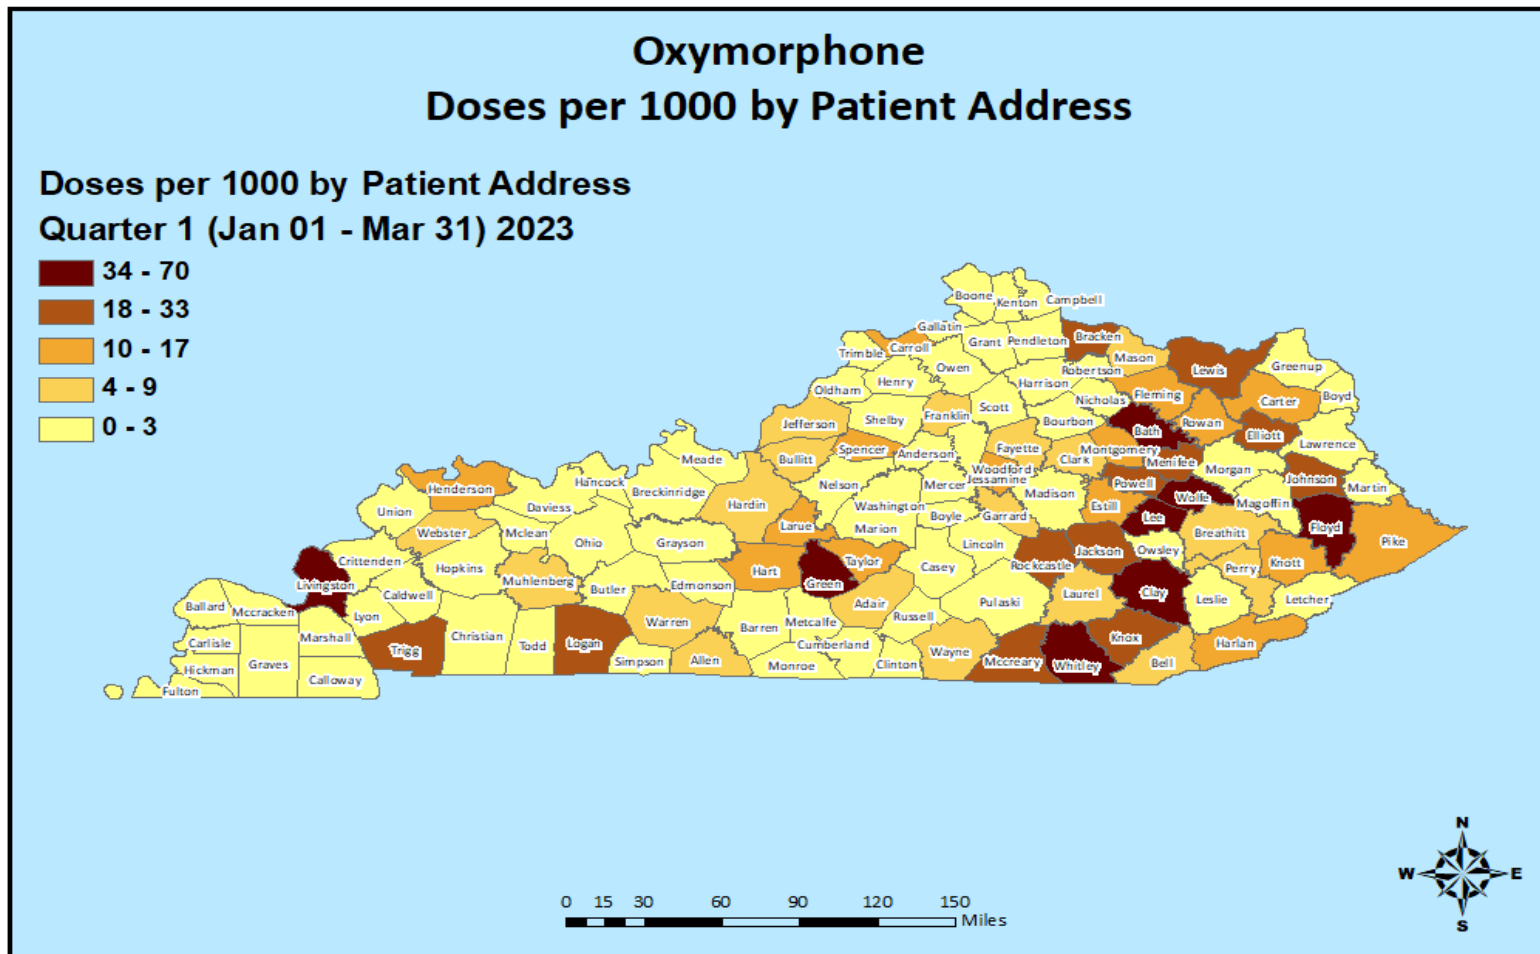 Oxymorphone
Doses per 1000 by Patient Address
Doses per 1000 by Patient Address
Quarter 1 (Jan 01 - Mar 31) 2023
34 - 70
18 - 33
10 - 17
4 - 9
0 - 3
Boone
Kenton
Campbell
Gallatin
Carroll
Trimble
Grant
Pendleton
Bracken
Mason
Lewis
Greenup
Owen
Henry
Robertson
Harrison
Oldham
Fleming
Carter
Boyd
Nicholas
Scott
Shelby
Franklin
Bourbon
Jefferson
Bath
Rowan
Elliott
Lawrence
Fayette
Montgomery
Spencer
Anderson
Bullitt
Clark
Menifee
Morgan
Woodford
Jessamine
Meade
Hancock
Breckinridge
Henderson
Nelson
Mercer
Madison
Powell
Wolfe
Johnson
Martin
Magoffin
Union
Daviess
Hardin
Washington
Estill
Boyle
Garrard
Lee
Larue
Marion
Floyd
Webster
Mclean
Ohio
Grayson
Breathitt
Pike
Lincoln
Jackson
Owsley
Crittenden
Hopkins
Hart
Green
Taylor
Casey
Rockcastle
Perry
Knott
Livingston
Muhlenberg
Butler
Edmonson
Caldwell
Laurel
Clay
Leslie
Letcher
Ballard
Mccracken
Lyon
Adair
Pulaski
Russell
Warren
Barren
Metcalfe
Carlisle
Marshall
Christian
Todd
Logan
Cumberland
Knox
Harlan
Trigg
Simpson
Allen
Monroe
Clinton
Wayne
Mccreary
Whitley
Bell
Hickman
Graves
Calloway
Fulton
N
W
E
S
0 15 30 60 90 120 150
Miles